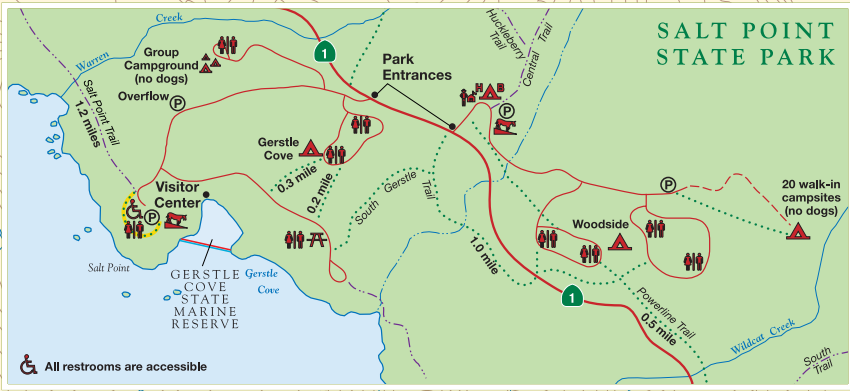 SALT POINT
STATE PARK
Creek
Warren
Group
Campground
(no dogs)
Overflow
P
Salt Point Trail
1.2 miles
1
Park
Entrances
Huckleberry
Trail
Central Trail
H
B
P
Gerstle
Cove
0.3 mile
0.2 mile
South Gerstle
Trail
Visitor
Center
P
Salt Point
GERSTLE
COVE
STATE
MARINE
RESERVE
Gerstle
Cove
1.0 mile
P
20 walk-in
campsites
(no dogs)
Woodside
1
Powerline Trail
0.5 mile
Wildcat Creek
South
Trail
All restrooms are accessible